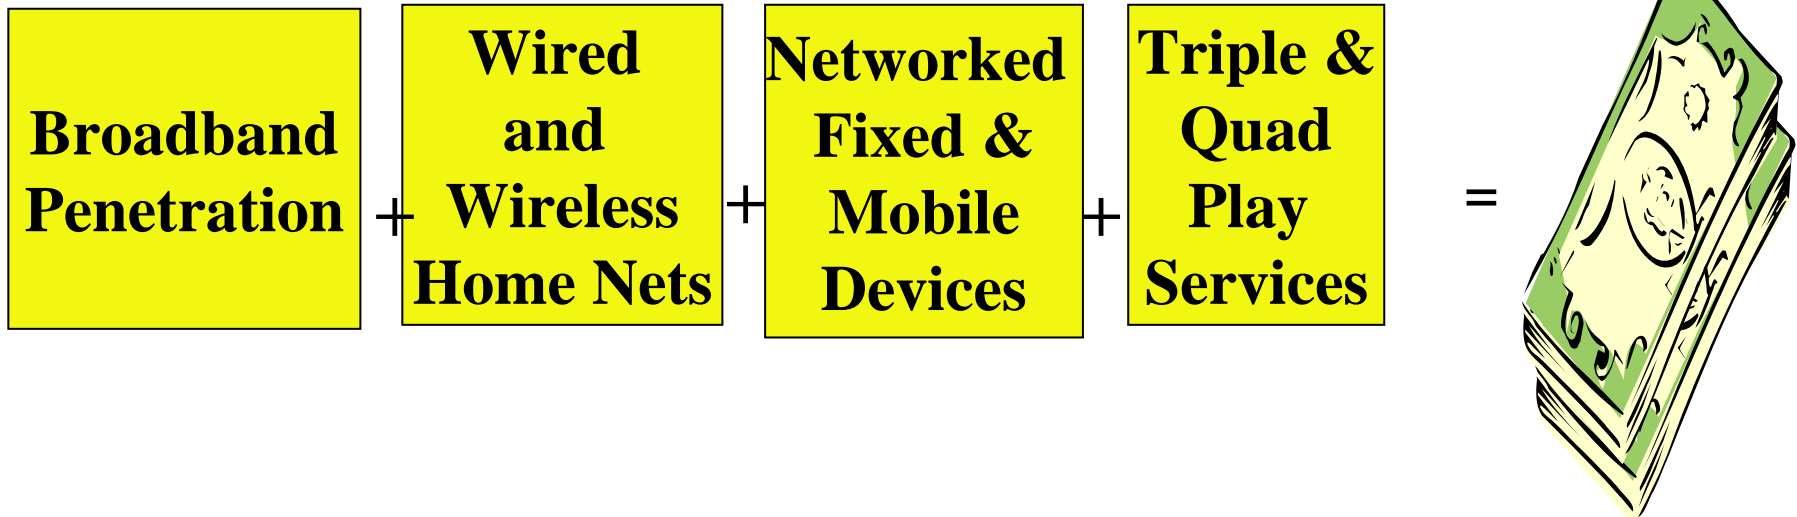 Broadband
Penetration
+
Wired
and
Wireless
Home Nets
+
Networked
Fixed &
Mobile
Devices
+
Triple &
Quad
Play
Services
=